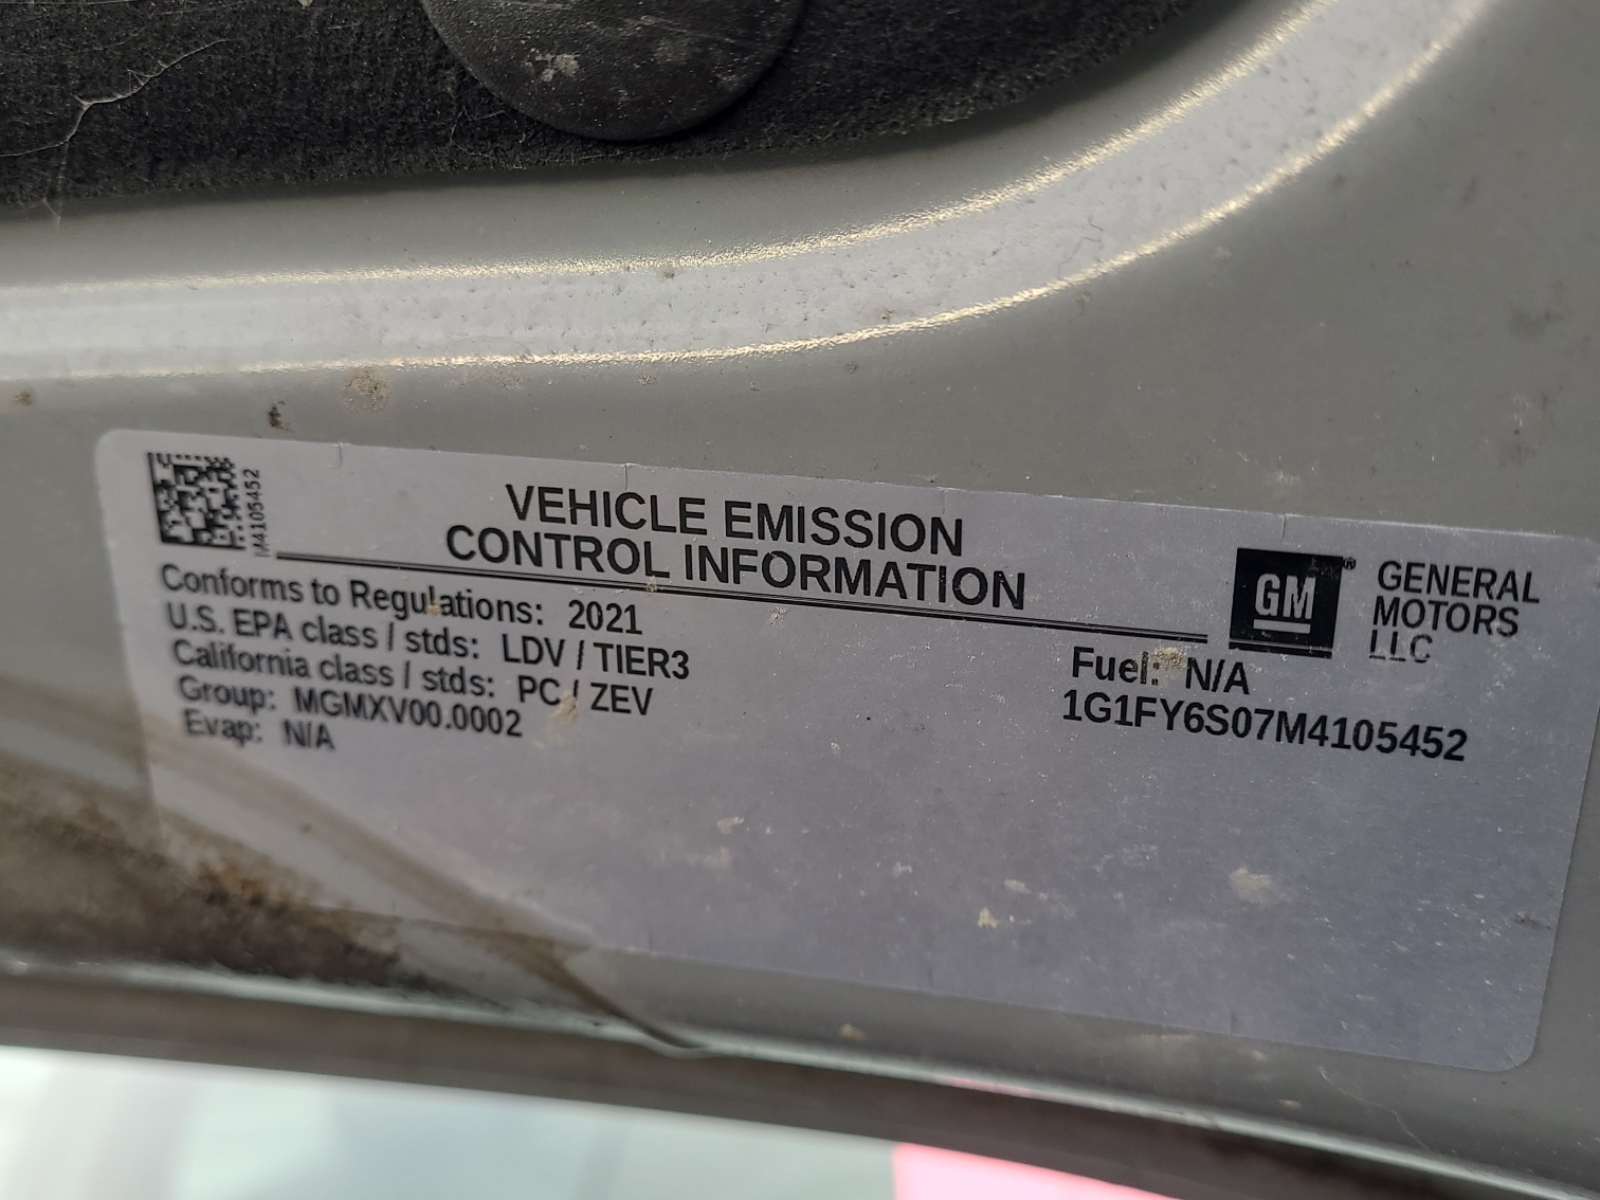 M4105452
VEHICLE EMISSION
CONTROL INFORMATION
GM
®
GENERAL
MOTORS
LLC
Conforms to Regulations: 2021
U.S. EPA class / stds: LDV / TIER3
California class / stds: PC / ZEV
Group: MGMXV00.0002
Evap: N/A
Fuel: N/A
1G1FY6S07M4105452